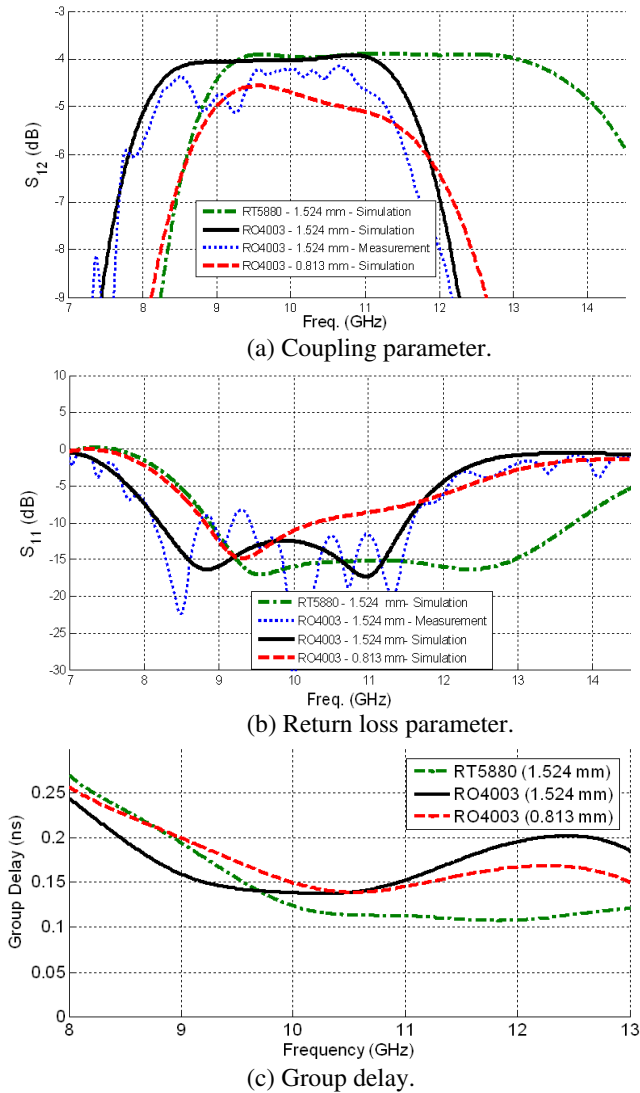 -3
-4
-5
-6
-7
-8
-9
S12 (dB)
RT5880 - 1.524 mm - Simulation
RO4003 - 1.524 mm - Simulation
RO4003 - 1.524 mm - Measurement
RO4003 - 0.813 mm - Simulation
7 8 9 10 11 12 13 14
Freq. (GHz)
(a) Coupling parameter.
10
5
0
-5
-10
-15
-20
-25
-30
S11 (dB)
RT5880 - 1.524 mm- Simulation
RO4003 - 1.524 mm - Measurement
RO4003 - 1.524 mm- Simulation
RO4003 - 0.813 mm- Simulation
7 8 9 10 11 12 13 14
Freq. (GHz)
(b) Return loss parameter.
0.25
0.2
0.15
0.1
0.05
0
Group Delay (ns)
RT5880 (1.524 mm)
RO4003 (1.524 mm)
RO4003 (0.813 mm)
8 9 10 11 12 13
Frequency (GHz)
(c) Group delay.